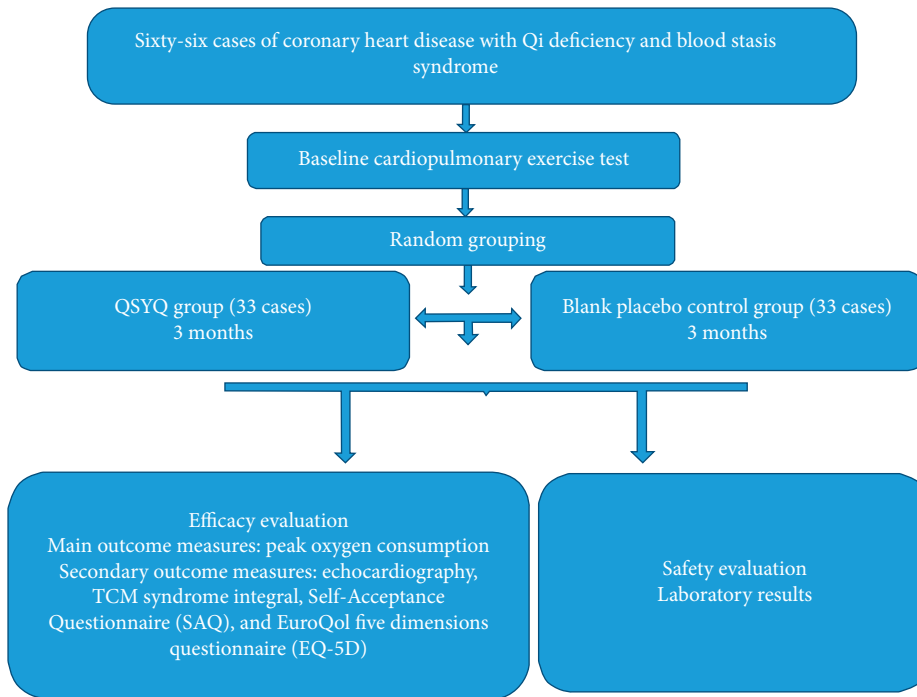 Sixty-six cases of coronary heart disease with Qi deficiency and blood stasis
syndrome
Baseline cardiopulmonary exercise test
Random grouping
QSYQ group (33 cases)
3 months
Blank placebo control group (33 cases)
3 months
Efficacy evaluation
Main outcome measures: peak oxygen consumption
Secondary outcome measures: echocardiography,
TCM syndrome integral, Self-Acceptance
Questionnaire (SAQ), and EuroQol five dimensions
questionnaire (EQ-5D)
Safety evaluation
Laboratory results